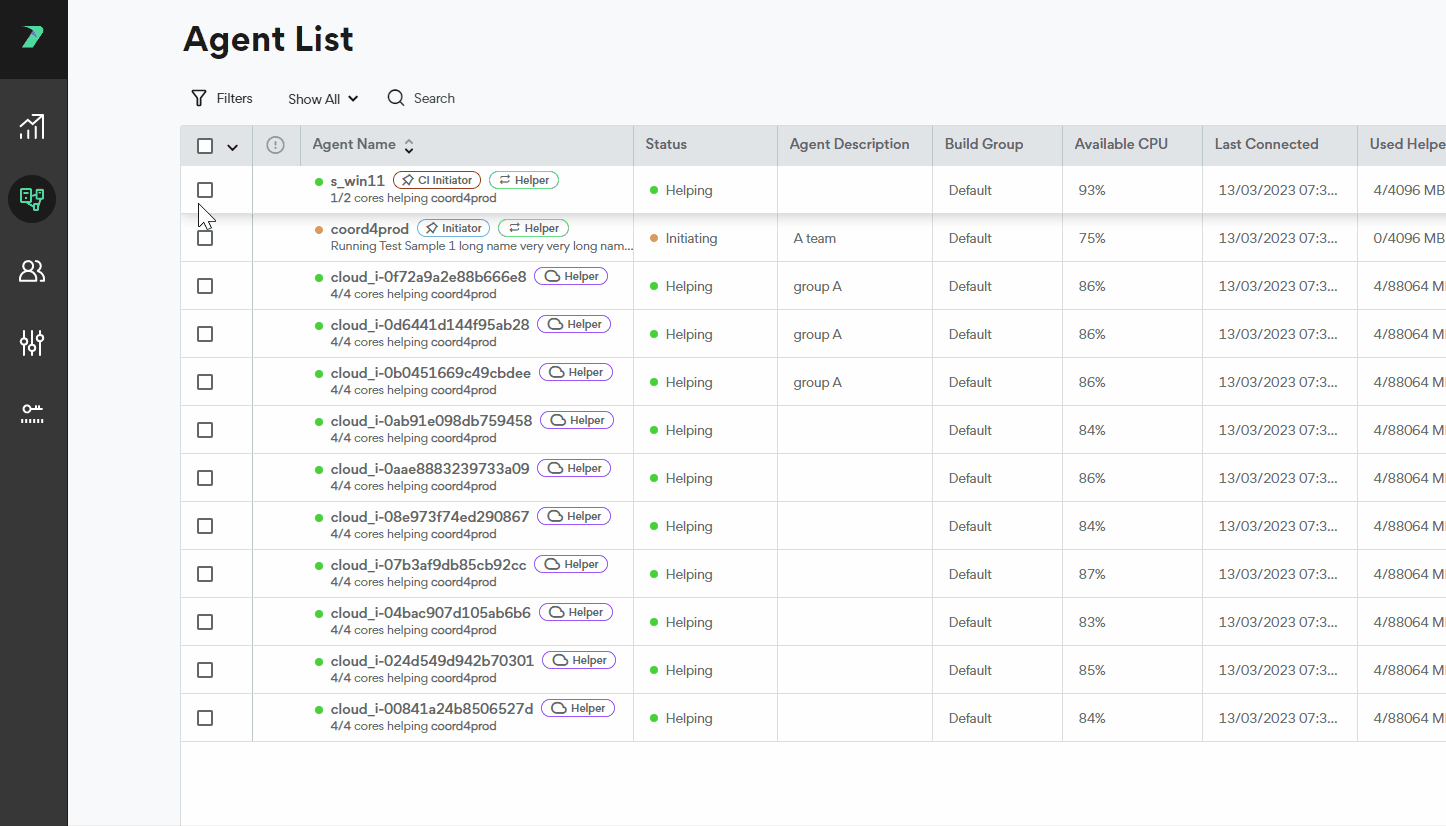 Agent List
Filters Show All Search
Agent Name Status Agent Description Build Group Available CPU Last Connected Used Helpe
s_win11 CI Initiator Helper
1/2 cores helping coord4prod
Helping Default 93% 13/03/2023 07:3... 4/4096 MB
coord4prod Initiator Helper
Running Test Sample 1 long name very very long nam...
Initiating A team Default 75% 13/03/2023 07:3... 0/4096 MB
cloud_i-0f72a9a2e88b666e8 Helper
4/4 cores helping coord4prod
Helping group A Default 86% 13/03/2023 07:3... 4/88064 MB
cloud_i-0d6441d144f95ab28 Helper
4/4 cores helping coord4prod
Helping group A Default 86% 13/03/2023 07:3... 4/88064 MB
cloud_i-0b0451669c49cbdee Helper
4/4 cores helping coord4prod
Helping group A Default 86% 13/03/2023 07:3... 4/88064 MB
cloud_i-0ab91e098db759458 Helper
4/4 cores helping coord4prod
Helping Default 84% 13/03/2023 07:3... 4/88064 MB
cloud_i-0aae8883239733a09 Helper
4/4 cores helping coord4prod
Helping Default 86% 13/03/2023 07:3... 4/88064 MB
cloud_i-08e973f74ed290867 Helper
4/4 cores helping coord4prod
Helping Default 84% 13/03/2023 07:3... 4/88064 MB
cloud_i-07b3af9db85cb92cc Helper
4/4 cores helping coord4prod
Helping Default 87% 13/03/2023 07:3... 4/88064 MB
cloud_i-04bac907d105ab6b6 Helper
4/4 cores helping coord4prod
Helping Default 83% 13/03/2023 07:3... 4/88064 MB
cloud_i-024d549d942b70301 Helper
4/4 cores helping coord4prod
Helping Default 85% 13/03/2023 07:3... 4/88064 MB
cloud_i-00841a24b8506527d Helper
4/4 cores helping coord4prod
Helping Default 84% 13/03/2023 07:3... 4/88064 MB